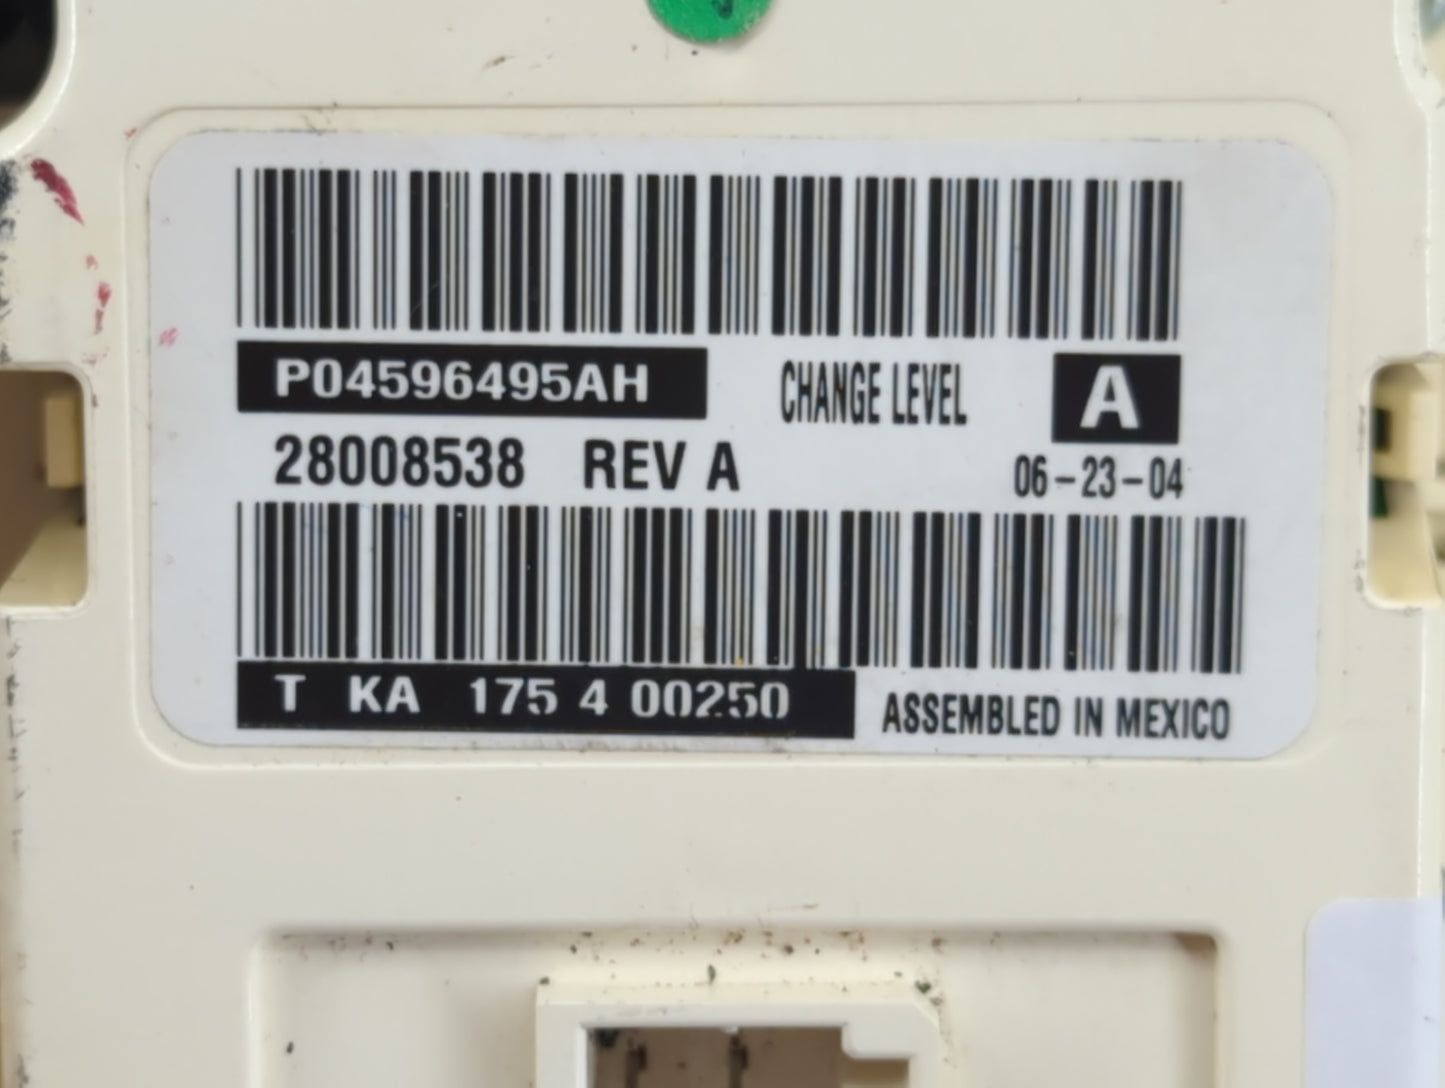 P04596495AH CHANGE LEVEL A
28008538 REV A 06-23-04
T KA 175 4 00250 ASSEMBLED IN MEXICO